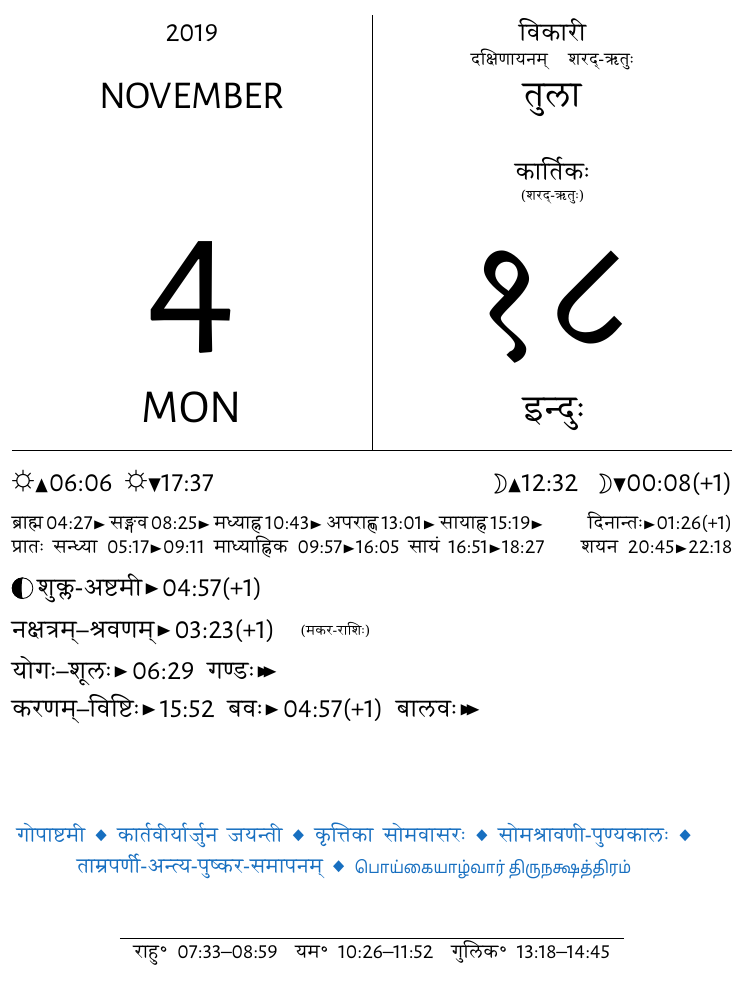 2019
NOVEMBER
4
MON
विकारी
दक्षिणायनम् शरद्-ऋतुः
तुला
कार्तिकः
(शरद्-ऋतुः)
१८
इन्दुः
☼▲06:06 ☼▼17:37 ☽▲12:32 ☽▼00:08(+1)
ब्राह्म 04:27► सङ्गव 08:25► मध्याह्न 10:43► अपराह्ण 13:01► सायाह्न 15:19► दिनान्तः►01:26(+1)
प्रातः सन्ध्या 05:17►09:11 माध्याह्निक 09:57►16:05 सायं 16:51►18:27 शयन 20:45►22:18
शुक्ल-अष्टमी►04:57(+1)
नक्षत्रम्–श्रवणम्►03:23(+1) (मकर-राशिः)
योगः–शूलः►06:29 गण्डः►►
करणम्–विष्टिः►15:52 बवः►04:57(+1) बालवः►►
गोपाष्टमी ◆ कार्तवीर्यार्जुन जयन्ती ◆ कृत्तिका सोमवासरः ◆ सोमश्रावणी-पुण्यकालः ◆
ताम्रपर्णी-अन्त्य-पुष्कर-समापनम् ◆ பொய்கையாழ்வார் திருநக்ஷத்திரம்
राहु° 07:33–08:59 यम° 10:26–11:52 गुलिक° 13:18–14:45